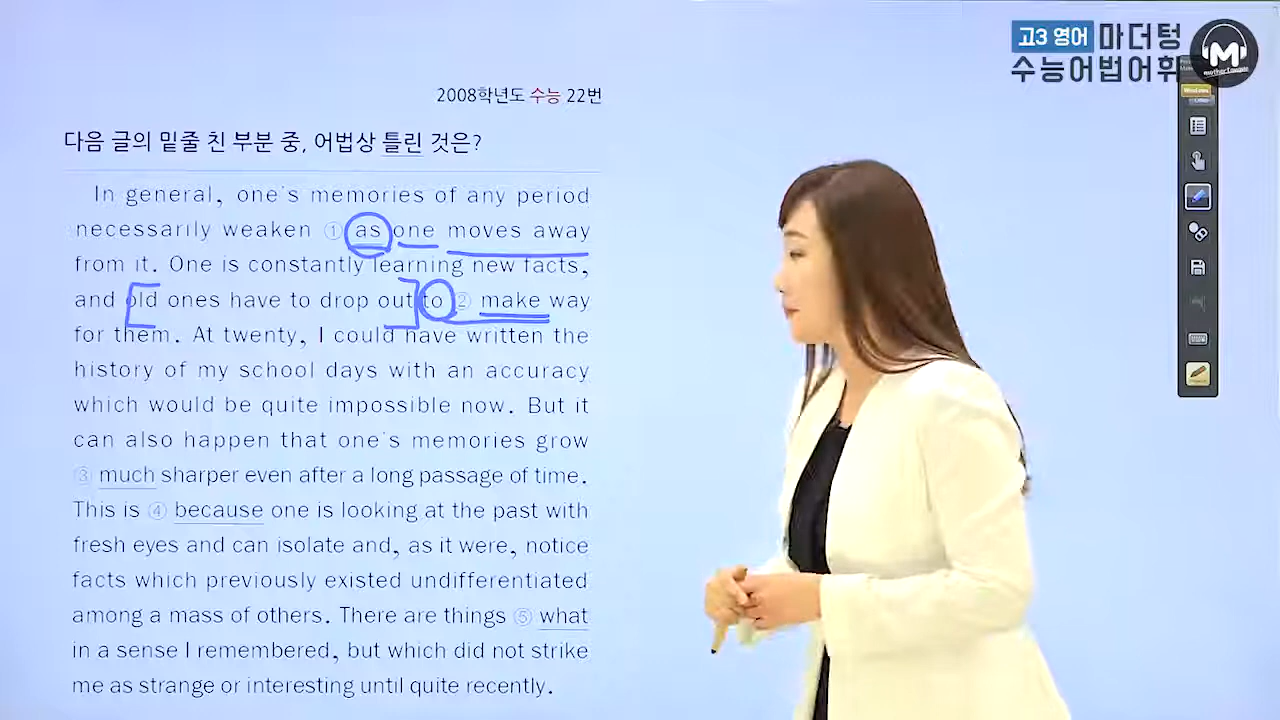 고3 영어 마더텅
수능어법어휘
M
2008학년도 수능 22번
다음 글의 밑줄 친 부분 중, 어법상 틀린 것은?
In general, one's memories of any period
necessarily weaken ① as one moves away
from it. One is constantly learning new facts,
and old ones have to drop out to ② make way
for them. At twenty, I could have written the
history of my school days with an accuracy
which would be quite impossible now. But it
can also happen that one's memories grow
③ much sharper even after a long passage of time.
This is ④ because one is looking at the past with
fresh eyes and can isolate and, as it were, notice
facts which previously existed undifferentiated
among a mass of others. There are things ⑤ what
in a sense I remembered, but which did not strike
me as strange or interesting until quite recently.